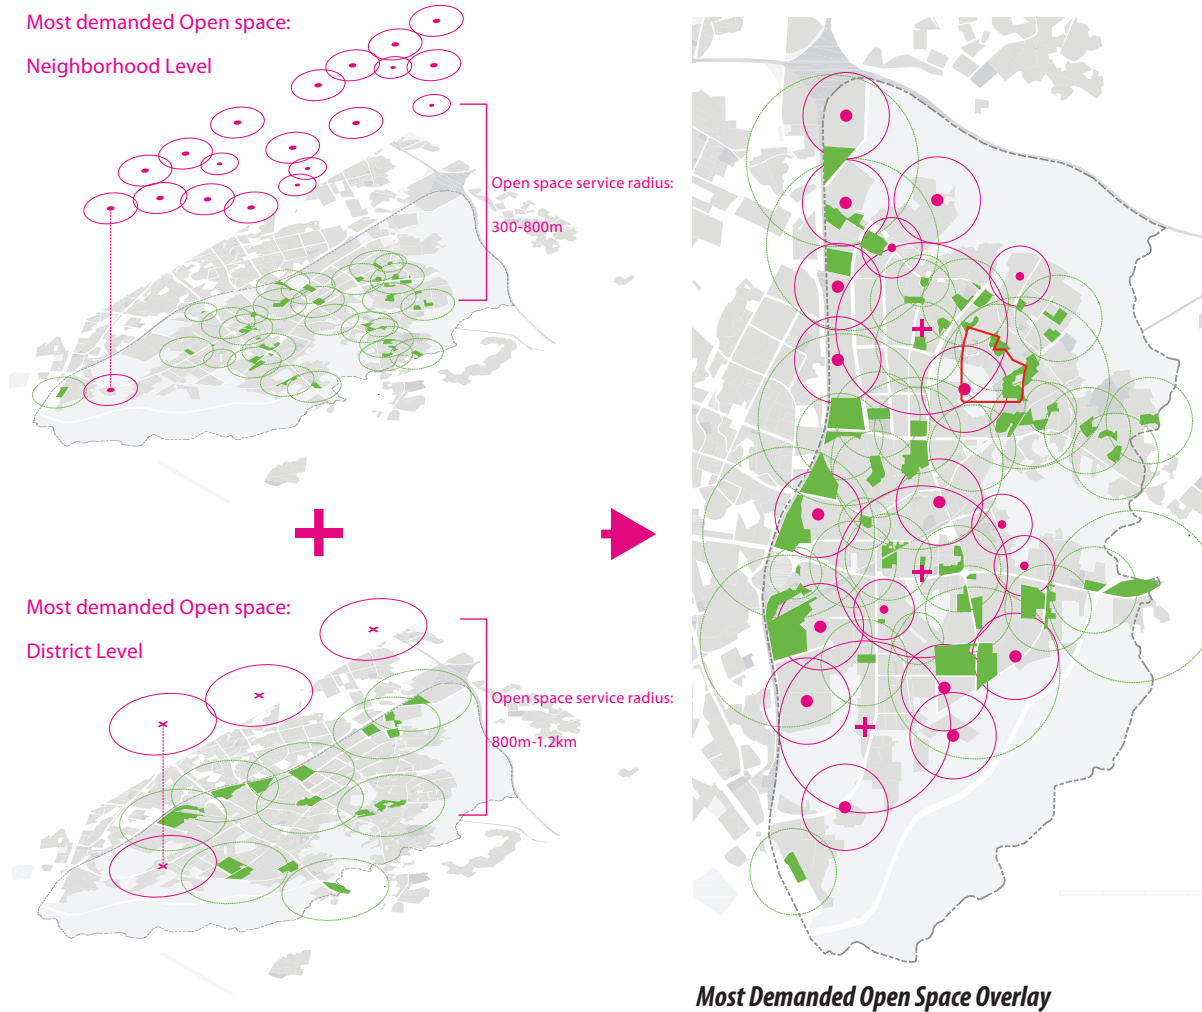 Most demanded Open space:
Neighborhood Level
Open space service radius:
300-800m
Most demanded Open space:
District Level
Open space service radius:
800m-1.2km
Most Demanded Open Space Overlay